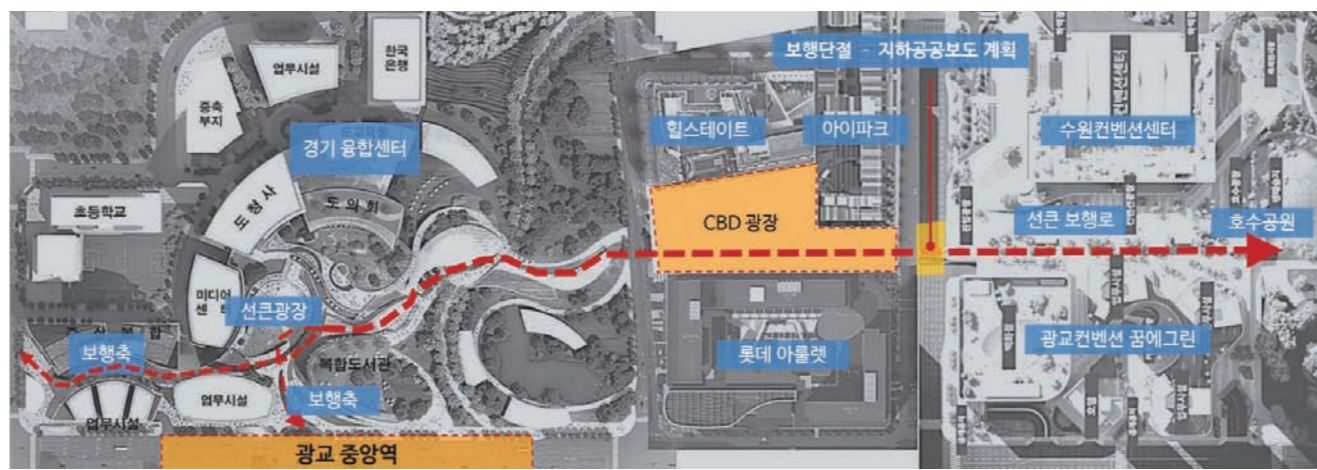 한국
은행
업무시설
증축
부지
경기 융합센터
도청사
도의회
초등학교
미디어
센터
선큰광장
보행축
복합도서관
업무시설
업무시설
보행축
광교 중앙역
보행단절 - 지하공공보도 계획
힐스테이트
아이파크
CBD 광장
롯데 아룰렛
수원컨벤션센터
선큰 보행로
호수공원
광교컨벤션 꿈에그린